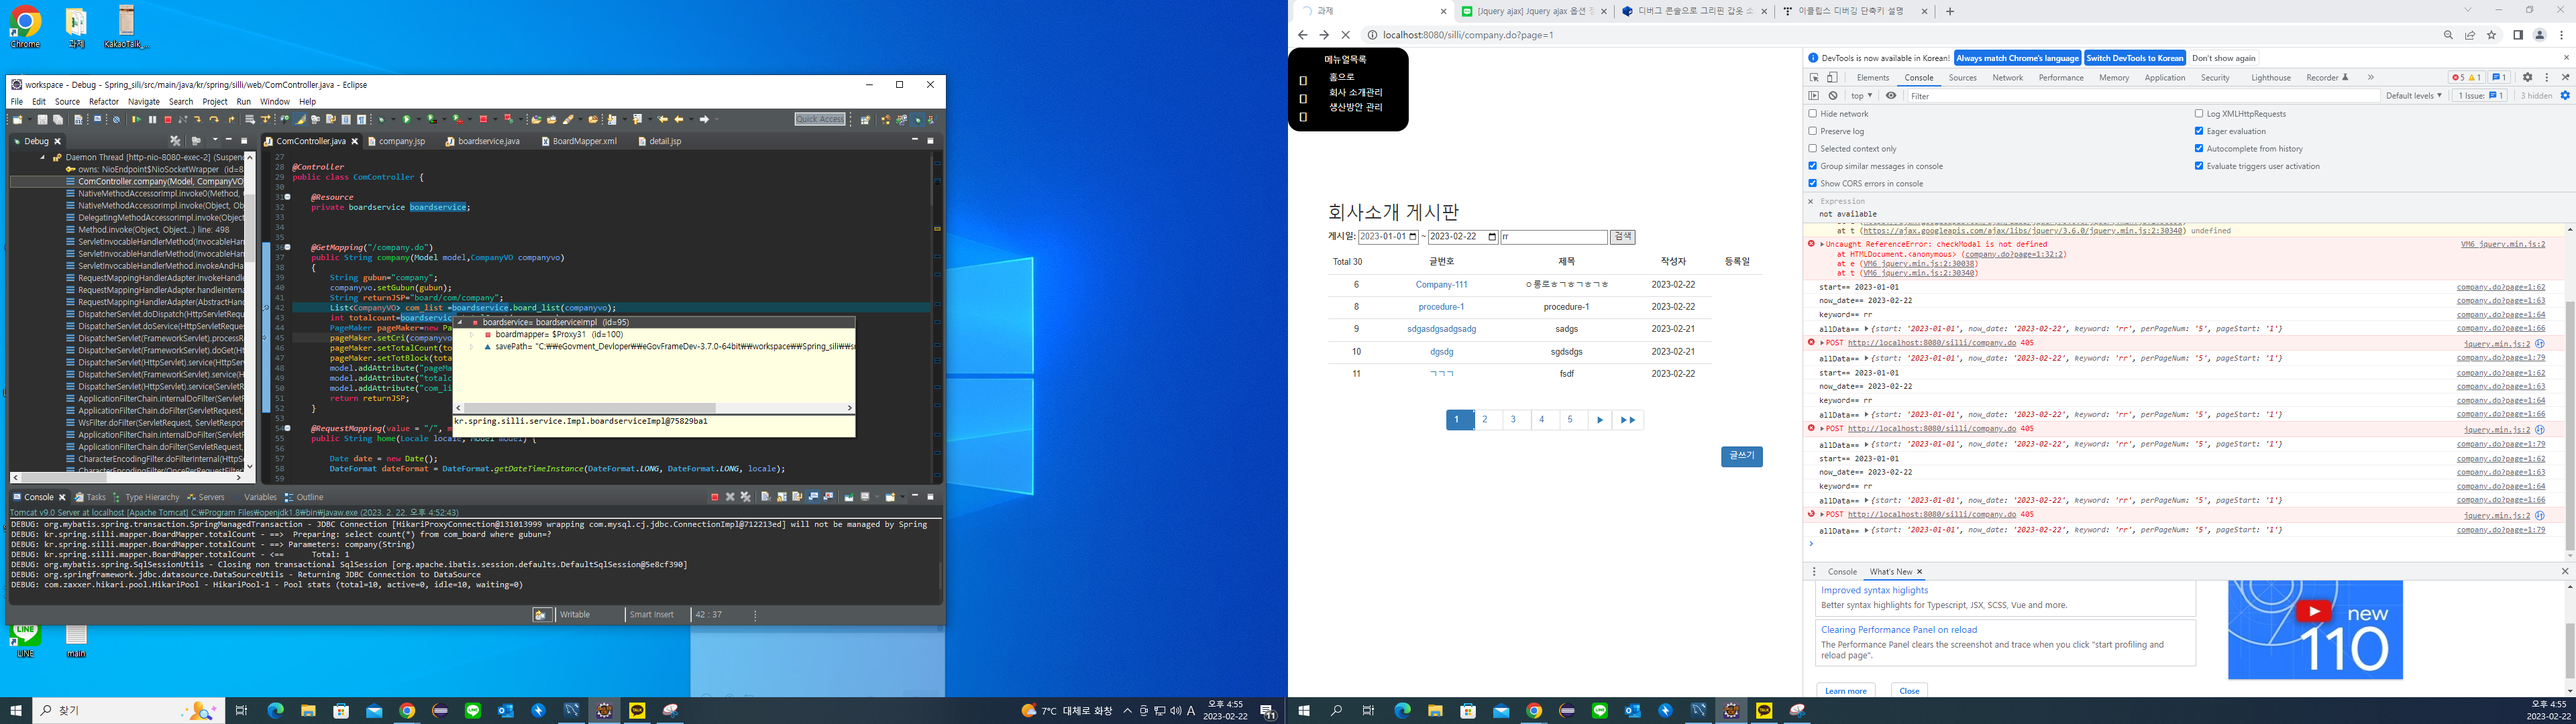 Chrome
과제
KakaoTalk_...
workspace - Debug - Spring_sili/src/main/java/kr/spring/silli/web/ComController.java - Eclipse
File Edit Source Refactor Navigate Search Project Run Window Help
Quick Access
Debug
Daemon Thread [http-nio-8080-exec-2] (Suspend
owns: NioEndpoint$NioSocketWrapper (id=8
ComController.company(Model, CompanyVO
NativeMethodAccessorImpl.invoke0(Method,
NativeMethodAccessorImpl.invoke(Object, Ob
DelegatingMethodAccessorImpl.invoke(Object
Method.invoke(Object, Object...) line: 498
ServletInvocableHandlerMethod(InvocableHan
ServletInvocableHandlerMethod(InvocableHan
ServletInvocableHandlerMethod.invokeAndHa
RequestMappingHandlerAdapter.invokeHandle
RequestMappingHandlerAdapter.handleInterna
RequestMappingHandlerAdapter(AbstractHand
DispatcherServlet.doDispatch(HttpServletRequ
DispatcherServlet.doService(HttpServletReques
DispatcherServlet(FrameworkServlet).processR
DispatcherServlet(FrameworkServlet).doGet(Ht
DispatcherServlet(HttpServlet).service(HttpServ
DispatcherServlet(FrameworkServlet).service(H
DispatcherServlet(HttpServlet).service(ServletR
ApplicationFilterChain.internalDoFilter(ServletR
ApplicationFilterChain.doFilter(ServletRequest,
WsFilter.doFilter(ServletRequest, ServletRespon
ApplicationFilterChain.internalDoFilter(ServletR
ApplicationFilterChain.doFilter(ServletRequest,
CharacterEncodingFilter.doFilterInternal(HttpSe
CharacterEncodingFilter(OncePerRequestFilter
ComController.java company.jsp boardservice.java BoardMapper.xml detail.jsp
27
28 @Controller
29 public class ComController {
30
31 @Resource
32 private boardservice boardservice;
33
34
35
36 @GetMapping("/company.do")
37 public String company(Model model,CompanyVO companyvo)
38 {
39 String gubun="company";
40 companyvo.setGubun(gubun);
41 String returnJSP="board/com/company";
42 List<CompanyVO> com_list =boardservice.board_list(companyvo);
43 int totalcount=boardservic
44 PageMaker pageMaker=new Pa
45 pageMaker.setCri(companyvo
46 pageMaker.setTotalCount(to
47 pageMaker.setTotBlock(tota
48 model.addAttribute("pageMa
49 model.addAttribute("totalc
50 model.addAttribute("com_li
51 return returnJSP;
52 }
53
54 @RequestMapping(value = "/", m
55 public String home(Locale locale, Model model) {
56
57 Date date = new Date();
58 DateFormat dateFormat = DateFormat.getDateTimeInstance(DateFormat.LONG, DateFormat.LONG, locale);
59
boardservice= boardserviceImpl (id=95)
boardmapper= $Proxy31 (id=100)
savePath= "C:₩₩eGovment_Devloper₩₩eGovFrameDev-3.7.0-64bit₩₩workspace₩₩Spring_sili₩₩sr
kr.spring.silli.service.Impl.boardserviceImpl@75829ba1
Console Tasks Type Hierarchy Servers Variables Outline
Tomcat v9.0 Server at localhost [Apache Tomcat] C:₩Program Files₩openjdk1.8₩bin₩javaw.exe (2023. 2. 22. 오후 4:52:43)
DEBUG: org.mybatis.spring.transaction.SpringManagedTransaction - JDBC Connection [HikariProxyConnection@131013999 wrapping com.mysql.cj.jdbc.ConnectionImpl@712213ed] will not be managed by Spring
DEBUG: kr.spring.silli.mapper.BoardMapper.totalCount - ==> Preparing: select count(*) from com_board where gubun=?
DEBUG: kr.spring.silli.mapper.BoardMapper.totalCount - ==> Parameters: company(String)
DEBUG: kr.spring.silli.mapper.BoardMapper.totalCount - <== Total: 1
DEBUG: org.mybatis.spring.SqlSessionUtils - Closing non transactional SqlSession [org.apache.ibatis.session.defaults.DefaultSqlSession@5e8cf390]
DEBUG: org.springframework.jdbc.datasource.DataSourceUtils - Returning JDBC Connection to DataSource
DEBUG: com.zaxxer.hikari.pool.HikariPool - HikariPool-1 - Pool stats (total=10, active=0, idle=10, waiting=0)
Writable Smart Insert 42 : 37
LINE
main
찾기
7°C 대체로 화창
A
오후 4:55
2023-02-22
11
과제
[Jquery ajax] Jquery ajax 옵션 정
디버그 콘솔으로 그리핀 갑옷 소
이클립스 디버깅 단축키 설명
localhost:8080/silli/company.do?page=1
메뉴얼목록
홈으로
회사 소개관리
생산방안 관리
회사소개 게시판
게시일: 2023-01-01 ~ 2023-02-22 rr 검색
Total 30 글번호 제목 작성자 등록일
6 Company-111 ㅇ롱로ㅎㄱㅎㄱㅎㄱㅎ 2023-02-22
8 procedure-1 procedure-1 2023-02-22
9 sdgasdgsadgsadg sadgs 2023-02-21
10 dgsdg sgdsdgs 2023-02-21
11 ㄱㄱㄱ fsdf 2023-02-22
1 2 3 4 5 ▶ ▶▶
글쓰기
DevTools is now available in Korean! Always match Chrome's language Switch DevTools to Korean Don't show again
Elements Console Sources Network Performance Memory Application Security Lighthouse Recorder 5 1 1
top Filter Default levels 1 Issue: 1 3 hidden
Hide network Log XMLHttpRequests
Preserve log Eager evaluation
Selected context only Autocomplete from history
Group similar messages in console Evaluate triggers user activation
Show CORS errors in console
Expression
not available
at t (https://ajax.googleapis.com/ajax/libs/jquery/3.6.0/jquery.min.js:2:30340) undefined
Uncaught ReferenceError: checkModal is not defined VM6 jquery.min.js:2
at HTMLDocument.<anonymous> (company.do?page=1:32:2)
at e (VM6 jquery.min.js:2:30038)
at t (VM6 jquery.min.js:2:30340)
start== 2023-01-01 company.do?page=1:62
now_date== 2023-02-22 company.do?page=1:63
keyword== rr company.do?page=1:64
allData== {start: '2023-01-01', now_date: '2023-02-22', keyword: 'rr', perPageNum: '5', pageStart: '1'} company.do?page=1:66
POST http://localhost:8080/silli/company.do 405 jquery.min.js:2
allData== {start: '2023-01-01', now_date: '2023-02-22', keyword: 'rr', perPageNum: '5', pageStart: '1'} company.do?page=1:79
start== 2023-01-01 company.do?page=1:62
now_date== 2023-02-22 company.do?page=1:63
keyword== rr company.do?page=1:64
allData== {start: '2023-01-01', now_date: '2023-02-22', keyword: 'rr', perPageNum: '5', pageStart: '1'} company.do?page=1:66
POST http://localhost:8080/silli/company.do 405 jquery.min.js:2
allData== {start: '2023-01-01', now_date: '2023-02-22', keyword: 'rr', perPageNum: '5', pageStart: '1'} company.do?page=1:79
start== 2023-01-01 company.do?page=1:62
now_date== 2023-02-22 company.do?page=1:63
keyword== rr company.do?page=1:64
allData== {start: '2023-01-01', now_date: '2023-02-22', keyword: 'rr', perPageNum: '5', pageStart: '1'} company.do?page=1:66
POST http://localhost:8080/silli/company.do 405 jquery.min.js:2
allData== {start: '2023-01-01', now_date: '2023-02-22', keyword: 'rr', perPageNum: '5', pageStart: '1'} company.do?page=1:79
Console What's New
Improved syntax higlights
Better syntax highlights for Typescript, JSX, SCSS, Vue and more.
Clearing Performance Panel on reload
The Performance Panel clears the screenshot and trace when you click "start profiling and
reload page".
Learn more Close
new
110
오후 4:55
2023-02-22